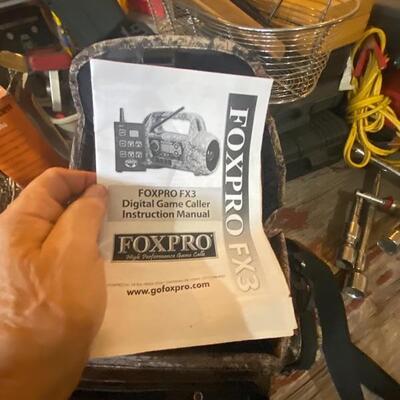 FOXPRO FX3
Digital Game Caller
Instruction Manual
FOXPRO
High Performance Game Calls
www.gofoxpro.com
FOXPRO FX3